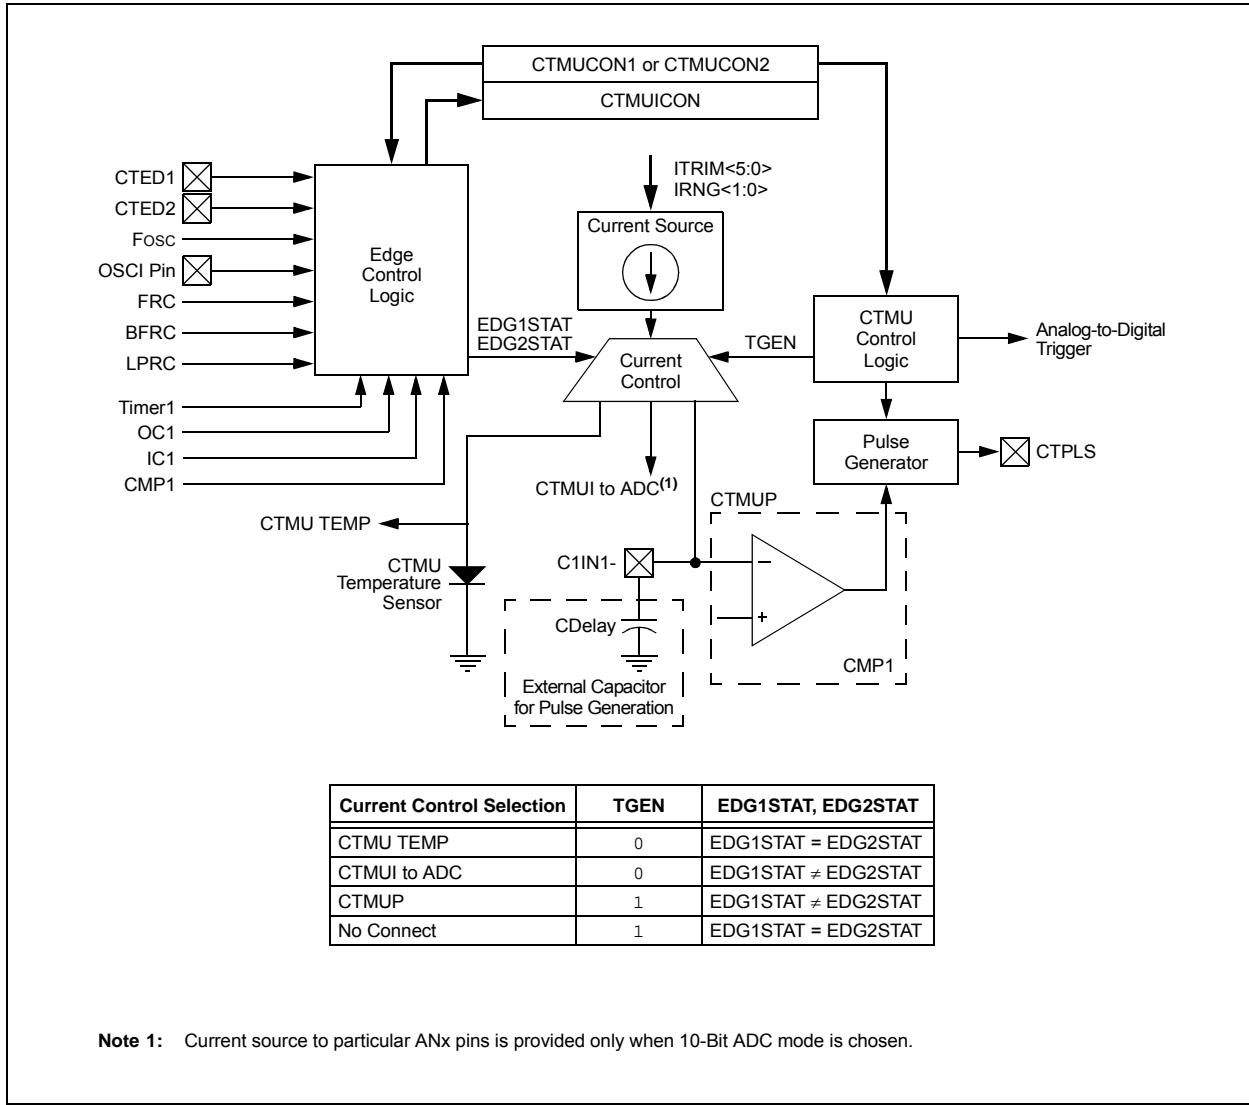 CTMUCON1 or CTMUCON2
CTMUICON
ITRIM<5:0>
IRNG<1:0>
CTED1
CTED2
FOSC
OSCI Pin
FRC
BFRC
LPRC
Timer1
OC1
IC1
CMP1
Edge
Control
Logic
Current Source
EDG1STAT
EDG2STAT
Current
Control
TGEN
CTMU
Control
Logic
Analog-to-Digital
Trigger
Pulse
Generator
CTPLS
CTMUI to ADC(1)
CTMUP
CTMU TEMP
CTMU
Temperature
Sensor
C1IN1-
CDelay
External Capacitor
for Pulse Generation
−
+
CMP1
Current Control Selection TGEN EDG1STAT, EDG2STAT
CTMU TEMP 0 EDG1STAT = EDG2STAT
CTMUI to ADC 0 EDG1STAT ≠ EDG2STAT
CTMUP 1 EDG1STAT ≠ EDG2STAT
No Connect 1 EDG1STAT = EDG2STAT
Note 1: Current source to particular ANx pins is provided only when 10-Bit ADC mode is chosen.